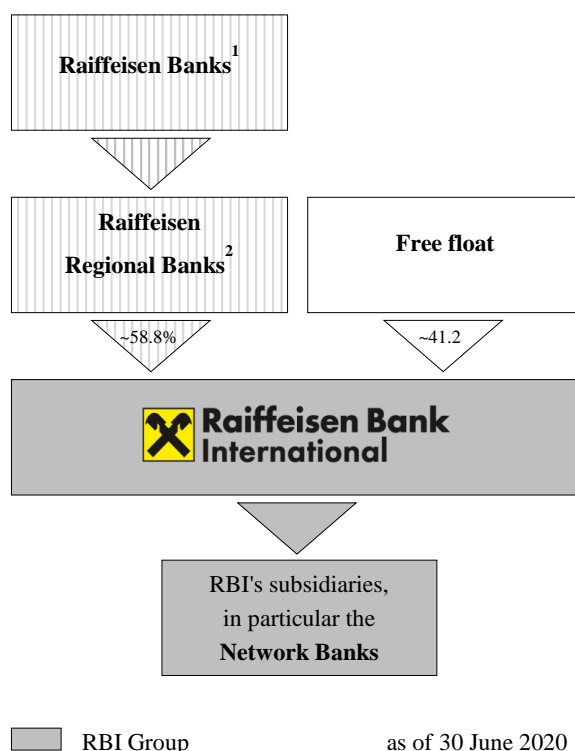 Raiffeisen Banks1
Raiffeisen
Regional Banks2
Free float
~58.8%
~41.2
Raiffeisen Bank
International
RBI's subsidiaries,
in particular the
Network Banks
RBI Group as of 30 June 2020